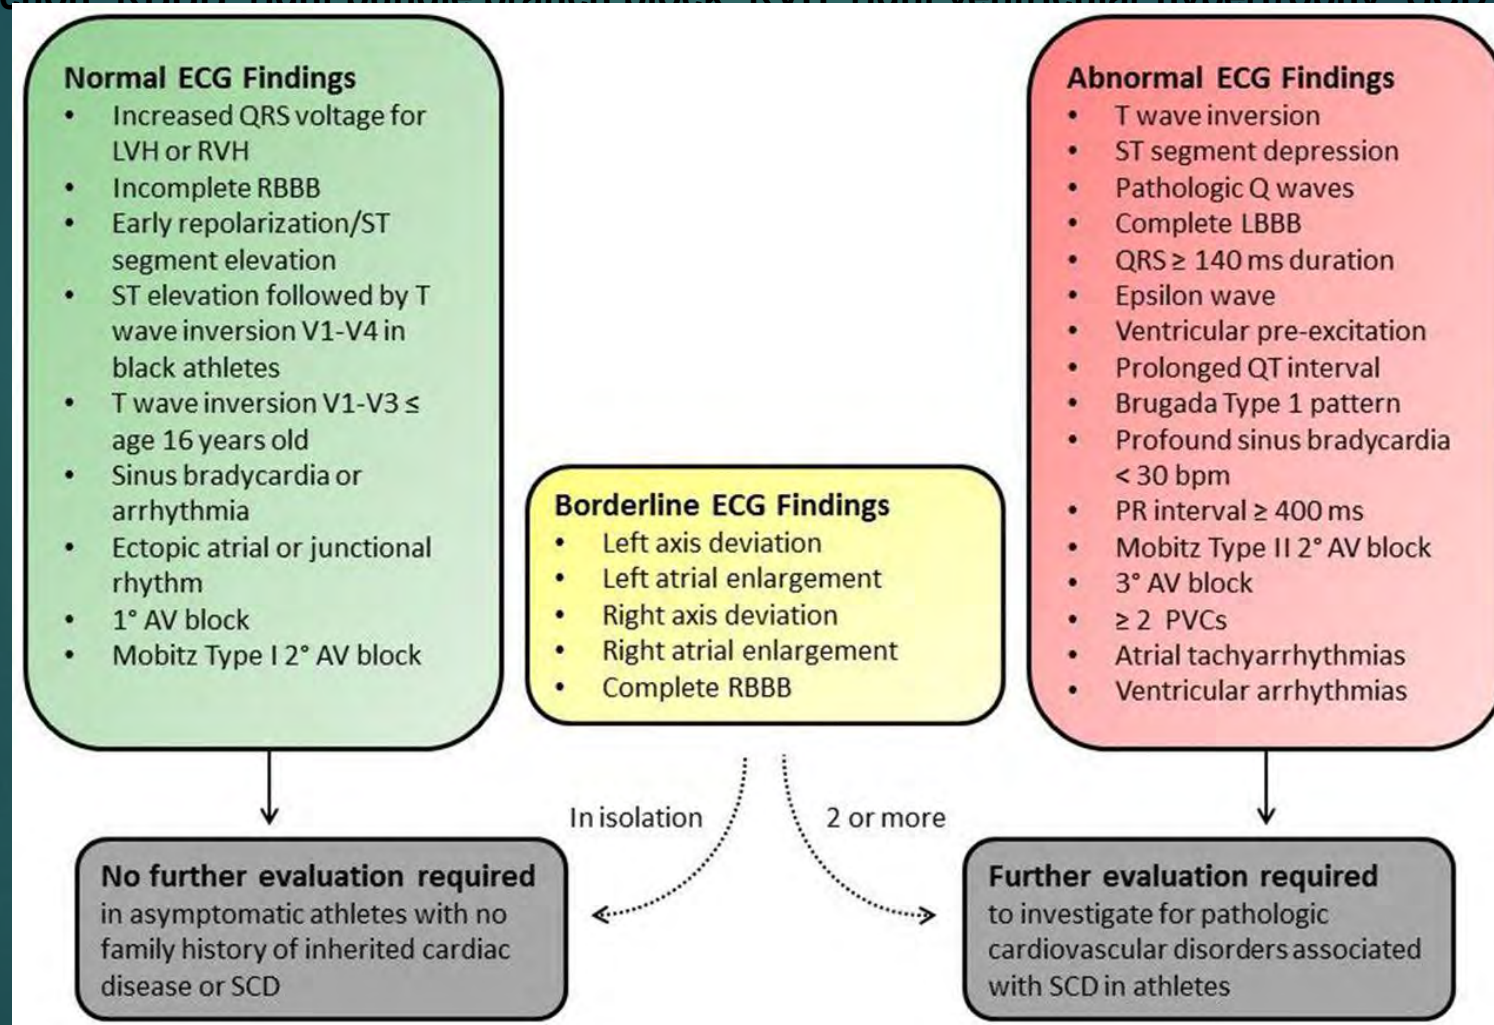 Normal ECG Findings
• Increased QRS voltage for
LVH or RVH
• Incomplete RBBB
• Early repolarization/ST
segment elevation
• ST elevation followed by T
wave inversion V1-V4 in
black athletes
• T wave inversion V1-V3 ≤
age 16 years old
• Sinus bradycardia or
arrhythmia
• Ectopic atrial or junctional
rhythm
• 1° AV block
• Mobitz Type I 2° AV block
Borderline ECG Findings
• Left axis deviation
• Left atrial enlargement
• Right axis deviation
• Right atrial enlargement
• Complete RBBB
Abnormal ECG Findings
• T wave inversion
• ST segment depression
• Pathologic Q waves
• Complete LBBB
• QRS ≥ 140 ms duration
• Epsilon wave
• Ventricular pre-excitation
• Prolonged QT interval
• Brugada Type 1 pattern
• Profound sinus bradycardia
< 30 bpm
• PR interval ≥ 400 ms
• Mobitz Type II 2° AV block
• 3° AV block
• ≥ 2 PVCs
• Atrial tachyarrhythmias
• Ventricular arrhythmias
In isolation
2 or more
No further evaluation required
in asymptomatic athletes with no
family history of inherited cardiac
disease or SCD
Further evaluation required
to investigate for pathologic
cardiovascular disorders associated
with SCD in athletes